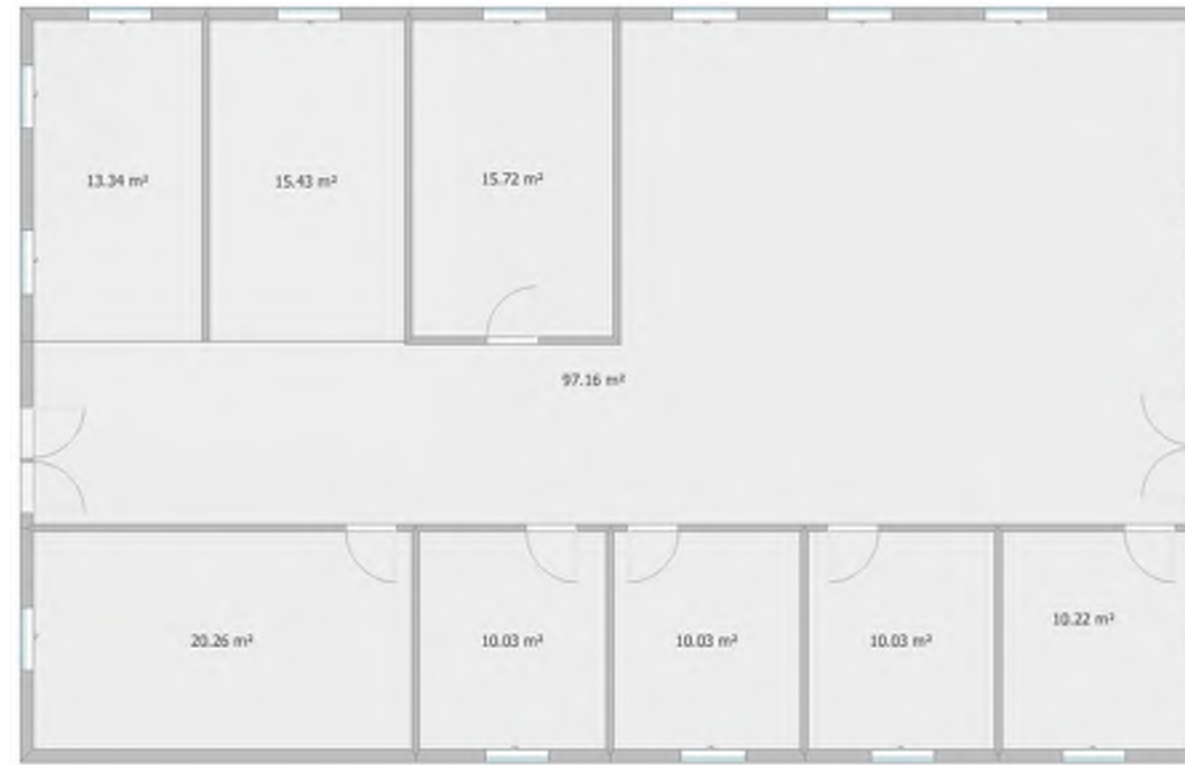 13.34 m²
15.43 m²
15.72 m²
97.16 m²
20.26 m²
10.03 m²
10.03 m²
10.03 m²
10.22 m²